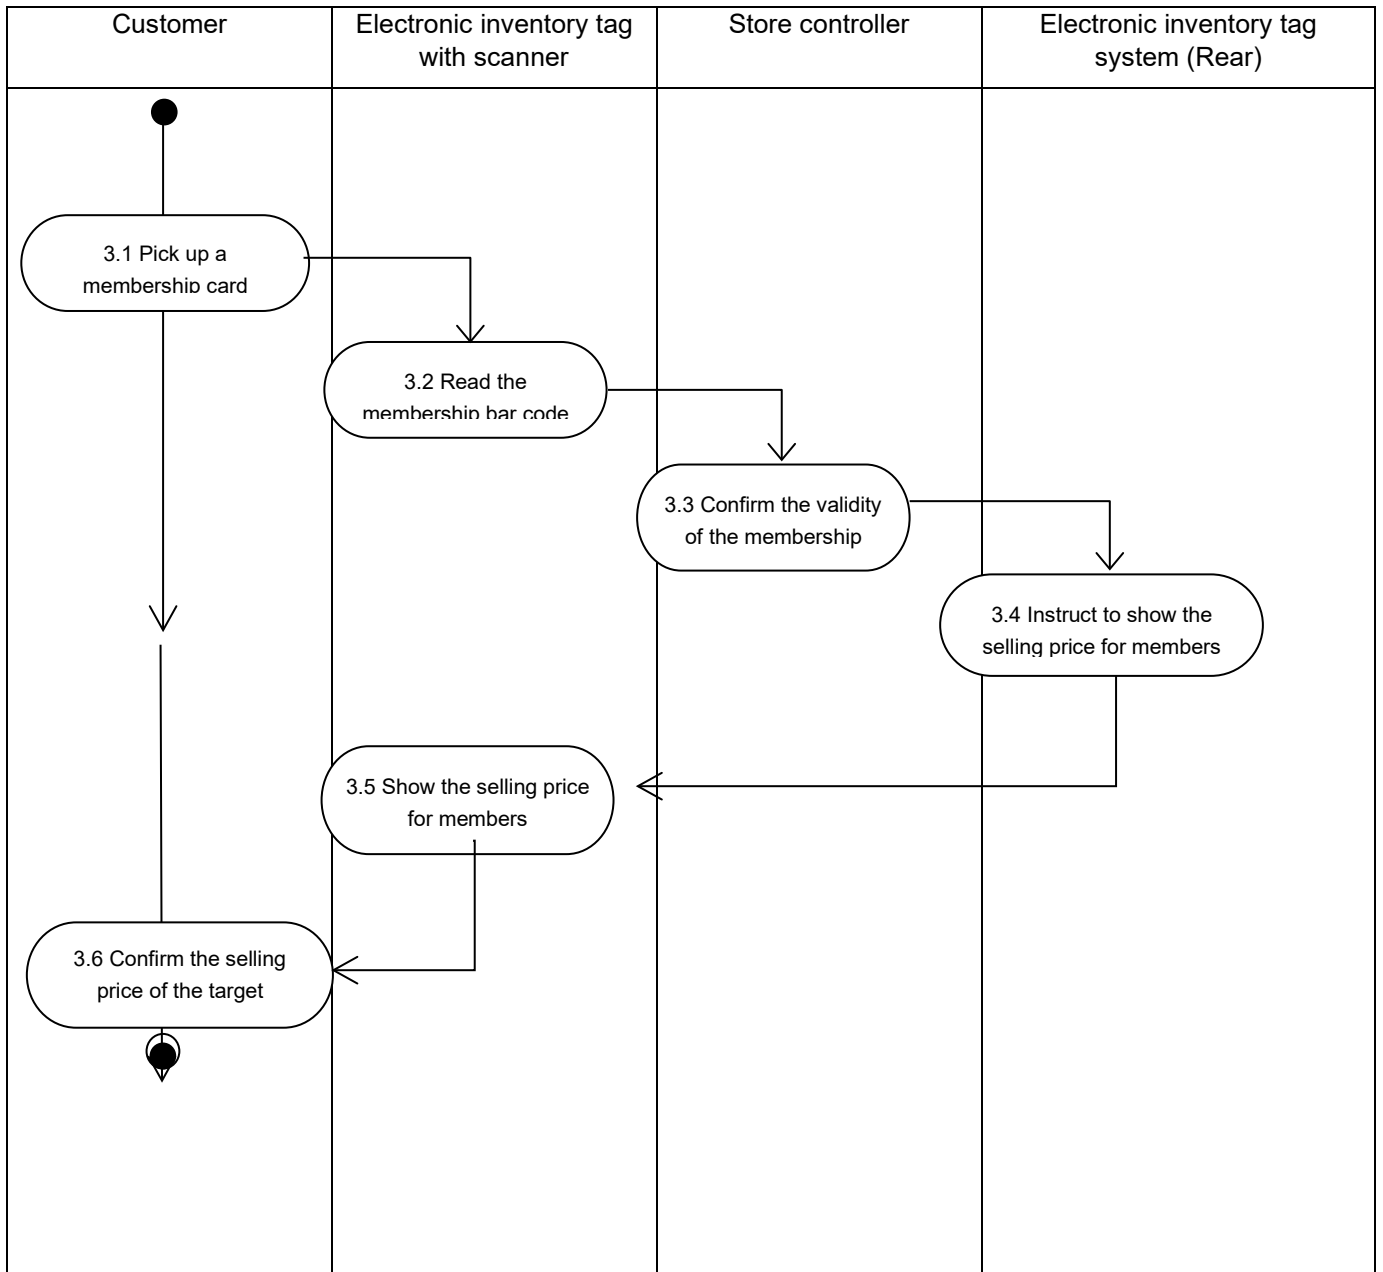 Customer
Electronic inventory tag
with scanner
Store controller
Electronic inventory tag
system (Rear)
3.1 Pick up a
membership card
3.2 Read the
membership bar code
3.3 Confirm the validity
of the membership
3.4 Instruct to show the
selling price for members
3.5 Show the selling price
for members
3.6 Confirm the selling
price of the target